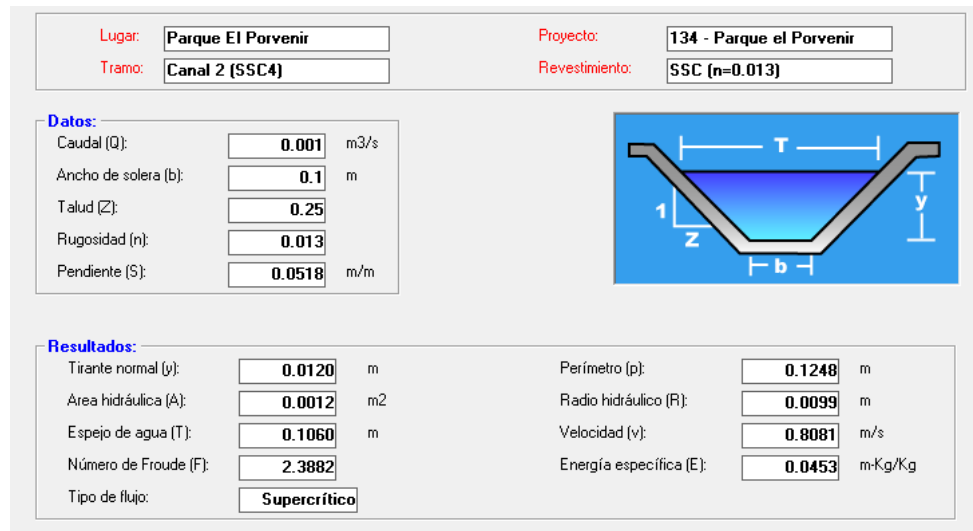 Lugar: Parque El Porvenir Proyecto: 134 - Parque el Porvenir
Tramo: Canal 2 (SSC4) Revestimiento: SSC (n=0.013)
Datos:
Caudal (Q): 0.001 m3/s
Ancho de solera (b): 0.1 m
Talud (Z): 0.25
Rugosidad (n): 0.013
Pendiente (S): 0.0518 m/m
T
y
1
Z
b
Resultados:
Tirante normal (y): 0.0120 m Perímetro (p): 0.1248 m
Area hidráulica (A): 0.0012 m2 Radio hidráulico (R): 0.0099 m
Espejo de agua (T): 0.1060 m Velocidad (v): 0.8081 m/s
Número de Froude (F): 2.3882 Energía específica (E): 0.0453 m-Kg/Kg
Tipo de flujo: Supercrítico